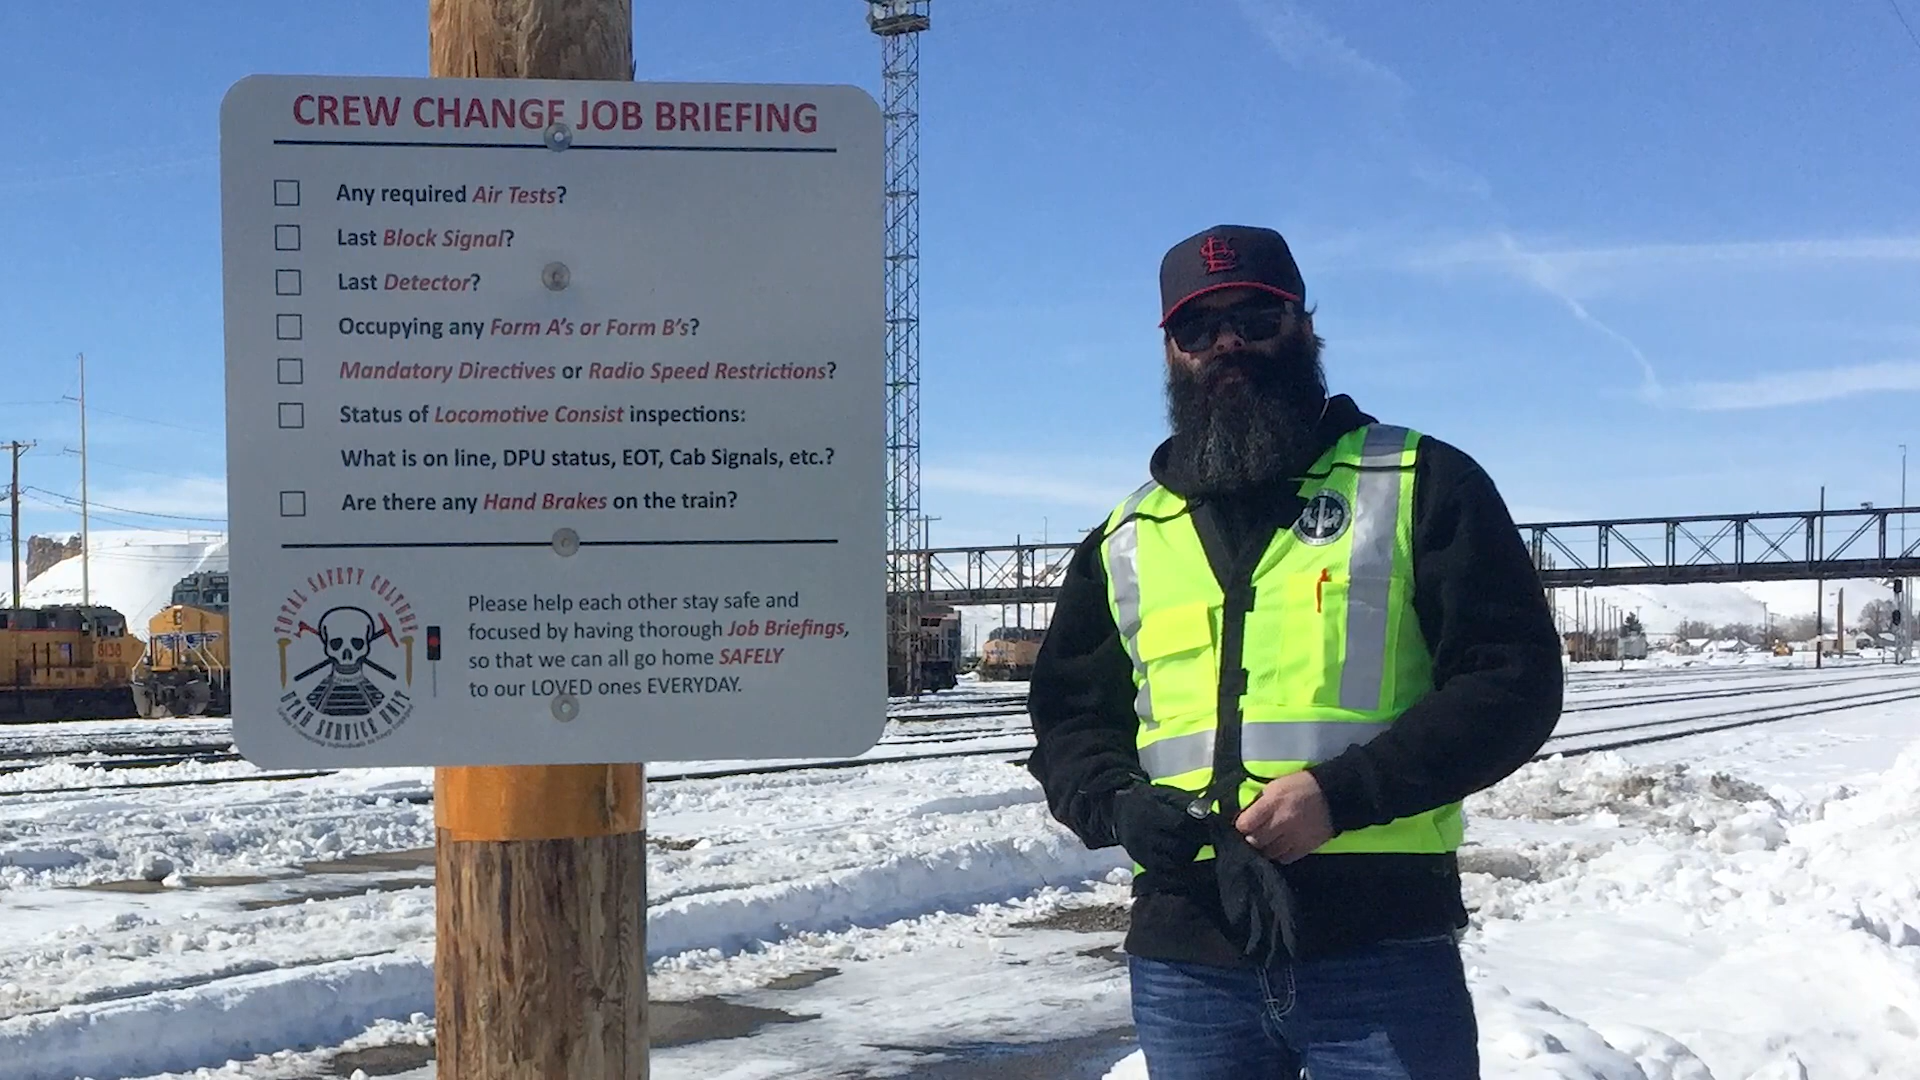 CREW CHANGE JOB BRIEFING
Any required Air Tests?
Last Block Signal?
Last Detector?
Occupying any Form A's or Form B's?
Mandatory Directives or Radio Speed Restrictions?
Status of Locomotive Consist inspections:
What is on line, DPU status, EOT, Cab Signals, etc.?
Are there any Hand Brakes on the train?
TOTAL SAFETY CULTURE
UTAH SERVICE UNIT
Please help each other stay safe and
focused by having thorough Job Briefings,
so that we can all go home SAFELY
to our LOVED ones EVERYDAY.
8138
STL